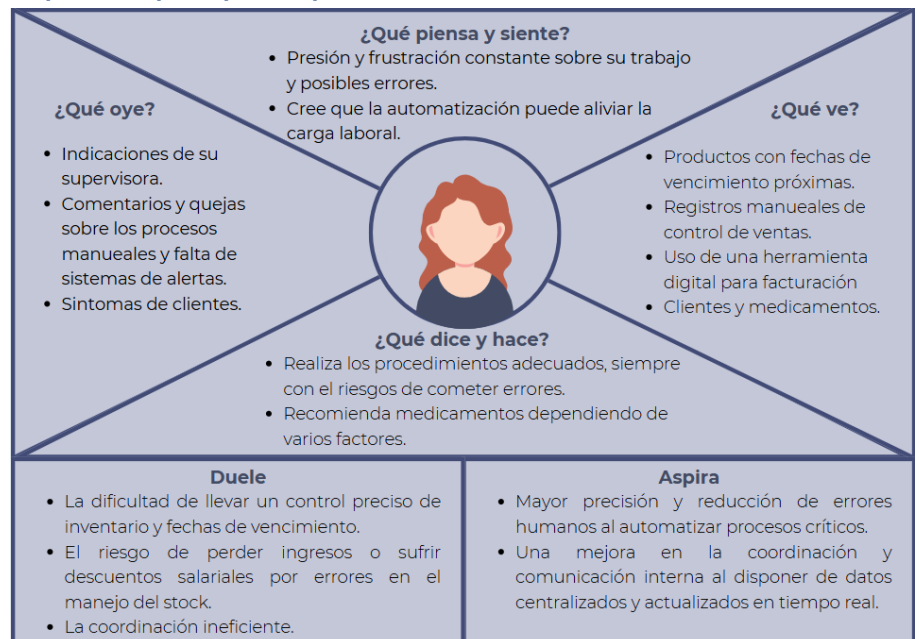 ¿Qué piensa y siente?
• Presión y frustración constante sobre su trabajo
y posibles errores.
• Cree que la automatización puede aliviar la
carga laboral.
¿Qué oye?
• Indicaciones de su
supervisora.
• Comentarios y quejas
sobre los procesos
manueales y falta de
sistemas de alertas.
• Sintomas de clientes.
¿Qué ve?
• Productos con fechas de
vencimiento próximas.
• Registros manueales de
control de ventas.
• Uso de una herramienta
digital para facturación
• Clientes y medicamentos.
¿Qué dice y hace?
• Realiza los procedimientos adecuados, siempre
con el riesgos de cometer errores.
• Recomienda medicamentos dependiendo de
varios factores.
Duele
• La dificultad de llevar un control preciso de
inventario y fechas de vencimiento.
• El riesgo de perder ingresos o sufrir
descuentos salariales por errores en el
manejo del stock.
• La coordinación ineficiente.
Aspira
• Mayor precisión y reducción de errores
humanos al automatizar procesos críticos.
• Una mejora en la coordinación y
comunicación interna al disponer de datos
centralizados y actualizados en tiempo real.